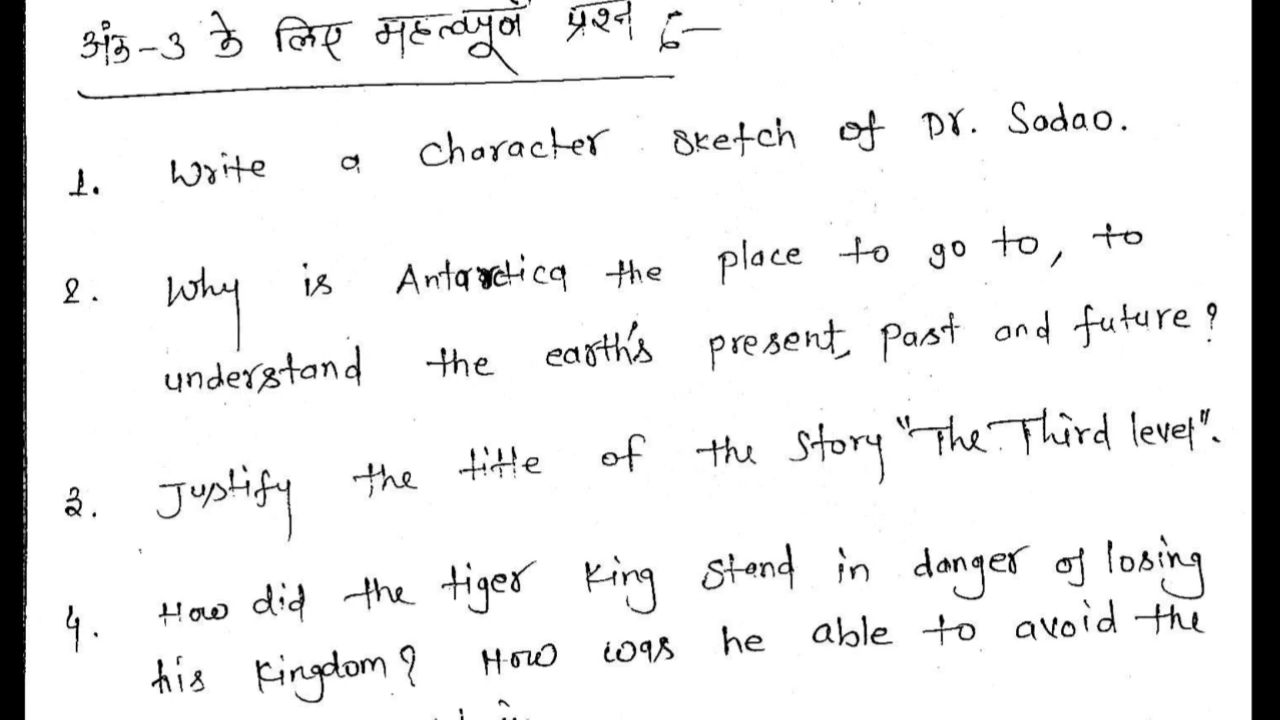 अंक-3 के लिए महत्वपूर्ण प्रश्न :-
1. Write a character sketch of Dr. Sadao.
2. Why is Antarctica the place to go to, to
understand the earth's present, past and future?
3. Justify the title of the story "The Third level".
4. How did the tiger king stand in danger of losing
his kingdom? How was he able to avoid the